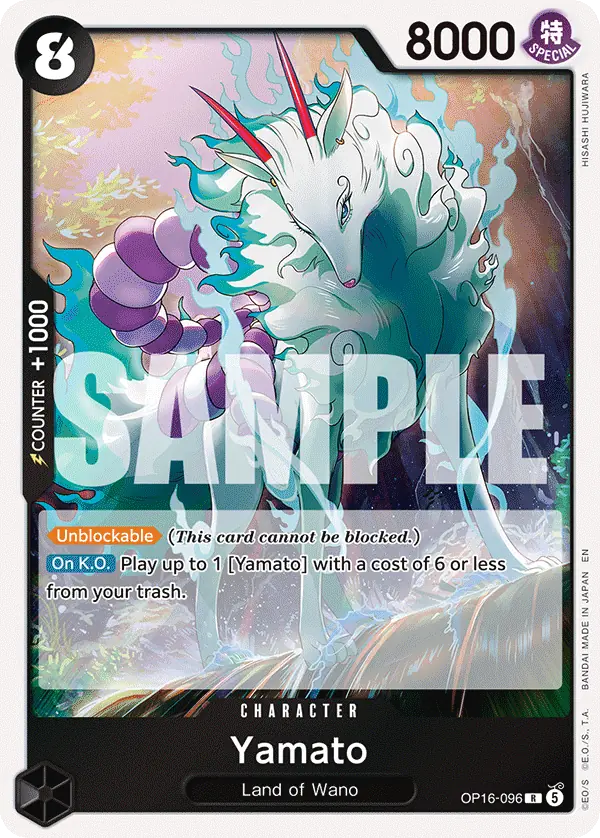 8
8000
特
SPECIAL
HISASHI HUJIWARA
COUNTER +1000
SAMPLE
Unblockable (This card cannot be blocked.)
On K.O. Play up to 1 [Yamato] with a cost of 6 or less
from your trash.
CHARACTER
Yamato
Land of Wano
OP16-096 R 5
©EO/S ©E.O./S., T.A. BANDAI MADE IN JAPAN EN